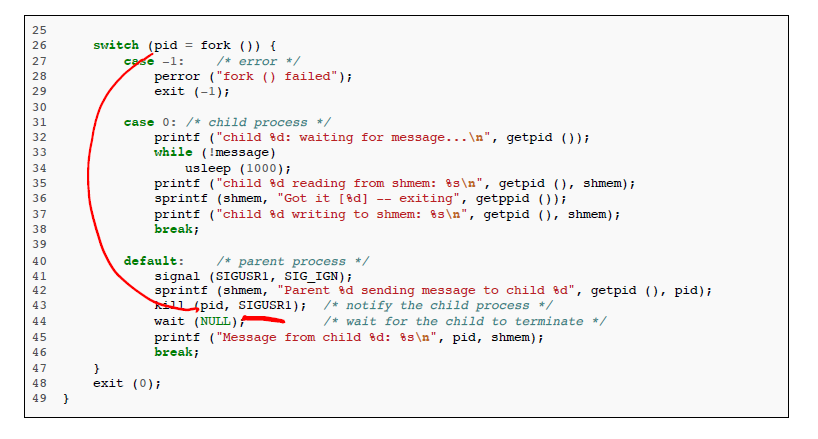 25
26 switch (pid = fork ()) {
27 case -1: /* error */
28 perror ("fork () failed");
29 exit (-1);
30
31 case 0: /* child process */
32 printf ("child %d: waiting for message...\n", getpid ());
33 while (!message)
34 usleep (1000);
35 printf ("child %d reading from shmem: %s\n", getpid (), shmem);
36 sprintf (shmem, "Got it [%d] -- exiting", getppid ());
37 printf ("child %d writing to shmem: %s\n", getpid (), shmem);
38 break;
39
40 default: /* parent process */
41 signal (SIGUSR1, SIG_IGN);
42 sprintf (shmem, "Parent %d sending message to child %d", getpid (), pid);
43 kill (pid, SIGUSR1); /* notify the child process */
44 wait (NULL); /* wait for the child to terminate */
45 printf ("Message from child %d: %s\n", pid, shmem);
46 break;
47 }
48 exit (0);
49 }